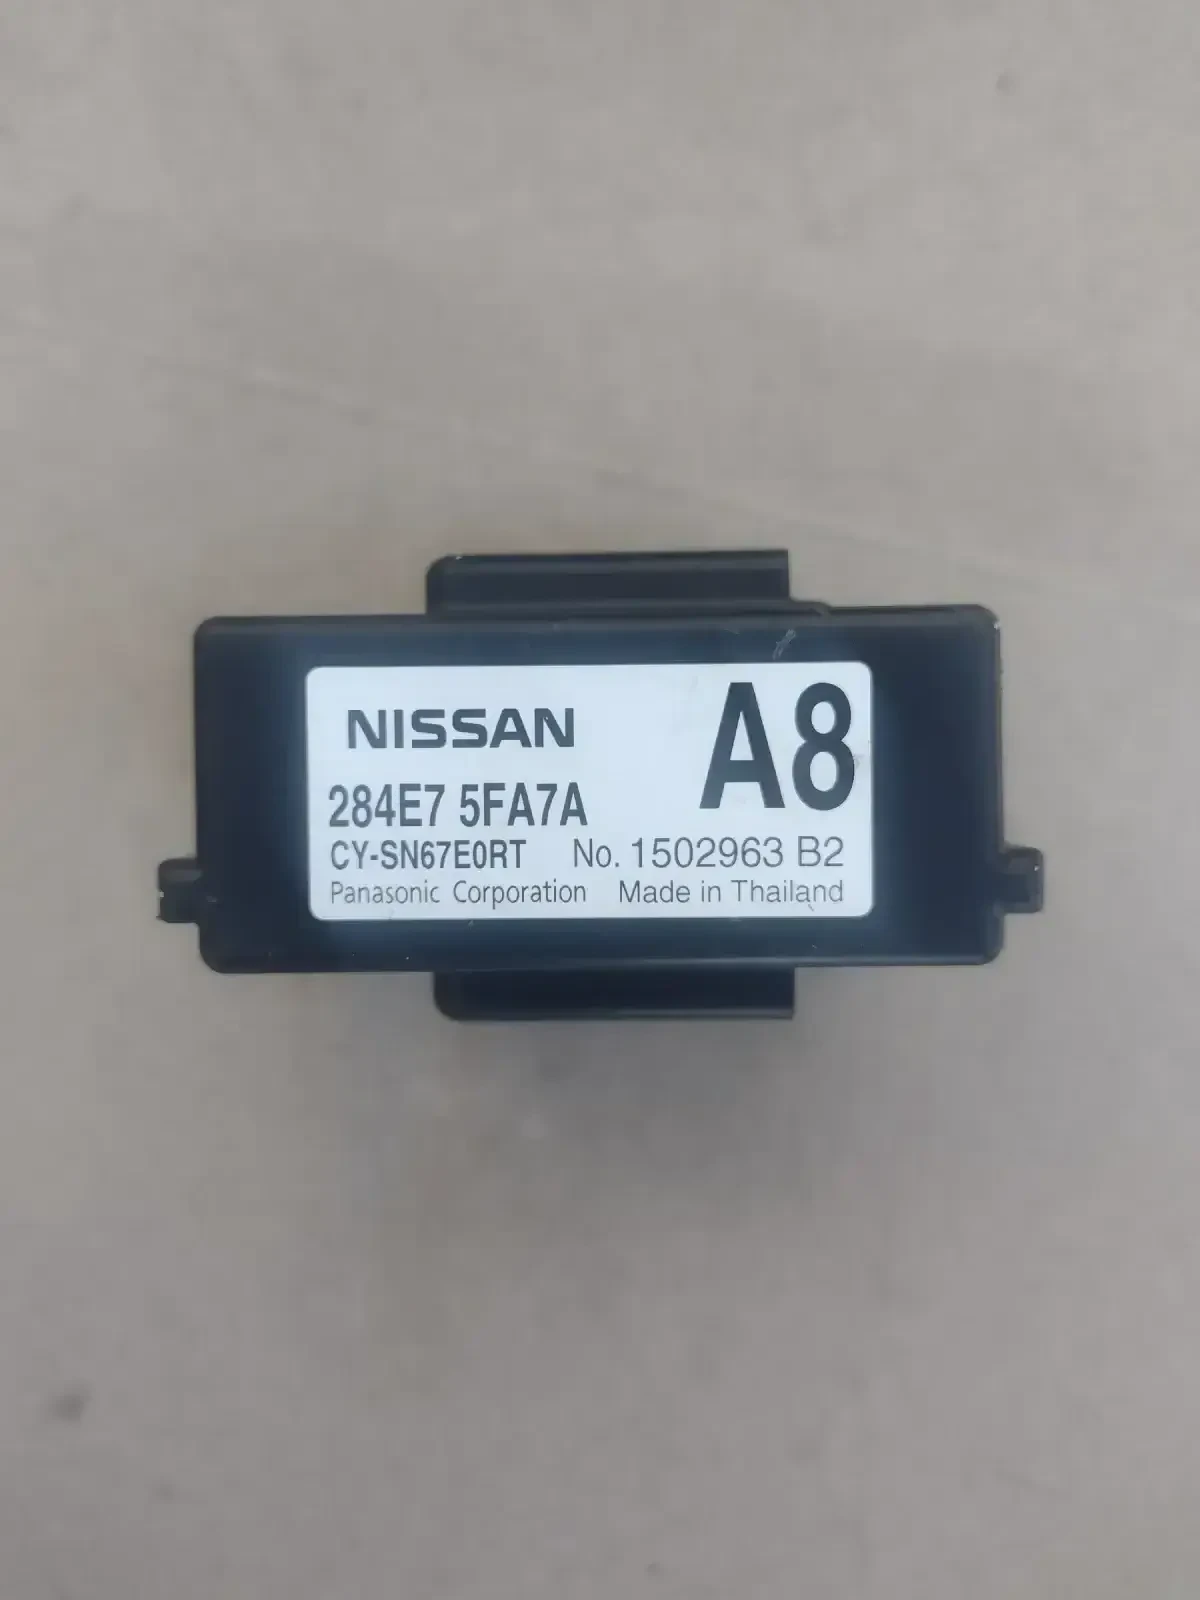 NISSAN
A8
284E7 5FA7A
CY-SN67E0RT No. 1502963 B2
Panasonic Corporation Made in Thailand